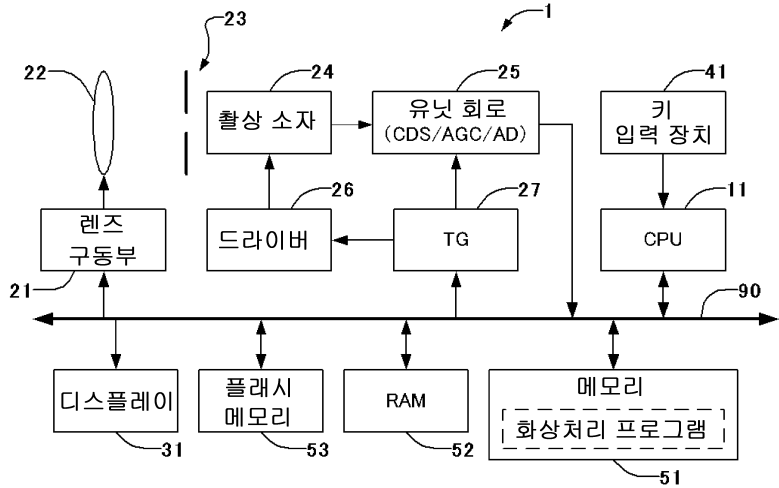 1
23
22
24
25
41
촬상 소자
유닛 회로
(CDS/AGC/AD)
키
입력 장치
26
27
11
렌즈
구동부
드라이버
TG
CPU
21
90
디스플레이
플래시
메모리
RAM
메모리
화상처리 프로그램
31
53
52
51